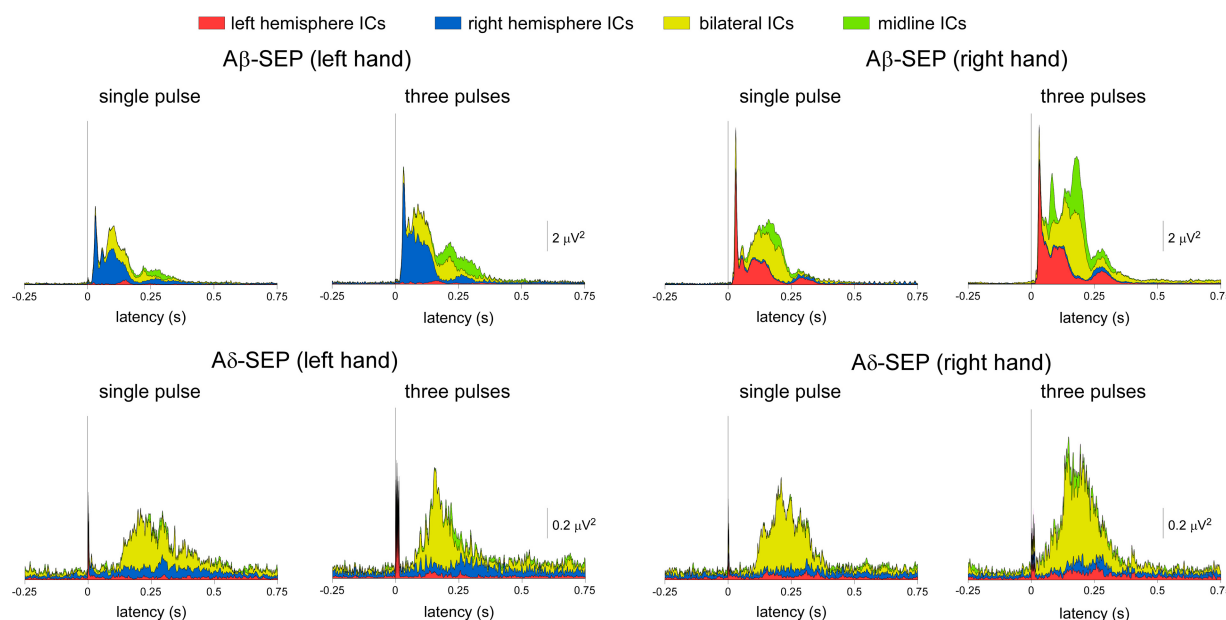 left hemisphere ICs right hemisphere ICs bilateral ICs midline ICs
Aβ-SEP (left hand) Aβ-SEP (right hand)
single pulse three pulses single pulse three pulses
2 μV² 2 μV²
-0.25 0 0.25 0.5 0.75 -0.25 0 0.25 0.5 0.75 -0.25 0 0.25 0.5 0.75 -0.25 0 0.25 0.5 0.75
latency (s) latency (s) latency (s) latency (s)
Aδ-SEP (left hand) Aδ-SEP (right hand)
single pulse three pulses single pulse three pulses
0.2 μV² 0.2 μV²
-0.25 0 0.25 0.5 0.75 -0.25 0 0.25 0.5 0.75 -0.25 0 0.25 0.5 0.75 -0.25 0 0.25 0.5 0.75
latency (s) latency (s) latency (s) latency (s)